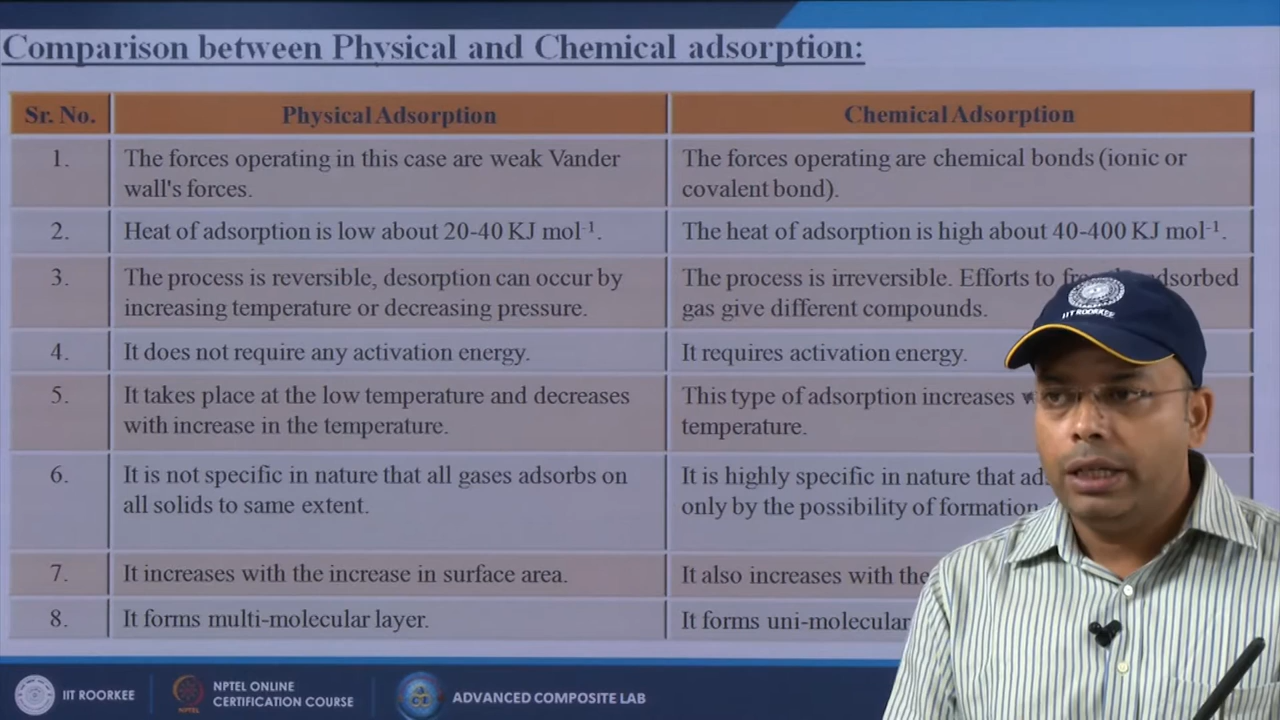 Comparison between Physical and Chemical adsorption:
Sr. No.
Physical Adsorption
Chemical Adsorption
1.
The forces operating in this case are weak Vander
wall's forces.
The forces operating are chemical bonds (ionic or
covalent bond).
2.
Heat of adsorption is low about 20-40 KJ mol⁻¹.
The heat of adsorption is high about 40-400 KJ mol⁻¹.
3.
The process is reversible, desorption can occur by
increasing temperature or decreasing pressure.
The process is irreversible. Efforts to adsorbed
gas give different compounds.
4.
It does not require any activation energy.
It requires activation energy.
5.
It takes place at the low temperature and decreases
with increase in the temperature.
This type of adsorption increases
temperature.
6.
It is not specific in nature that all gases adsorbs on
all solids to same extent.
It is highly specific in nature that
only by the possibility of formation
7.
It increases with the increase in surface area.
It also increases with the
8.
It forms multi-molecular layer.
It forms uni-molecular
IIT ROORKEE
IIT ROORKEE
NPTEL
NPTEL ONLINE
CERTIFICATION COURSE
ADVANCED COMPOSITE LAB